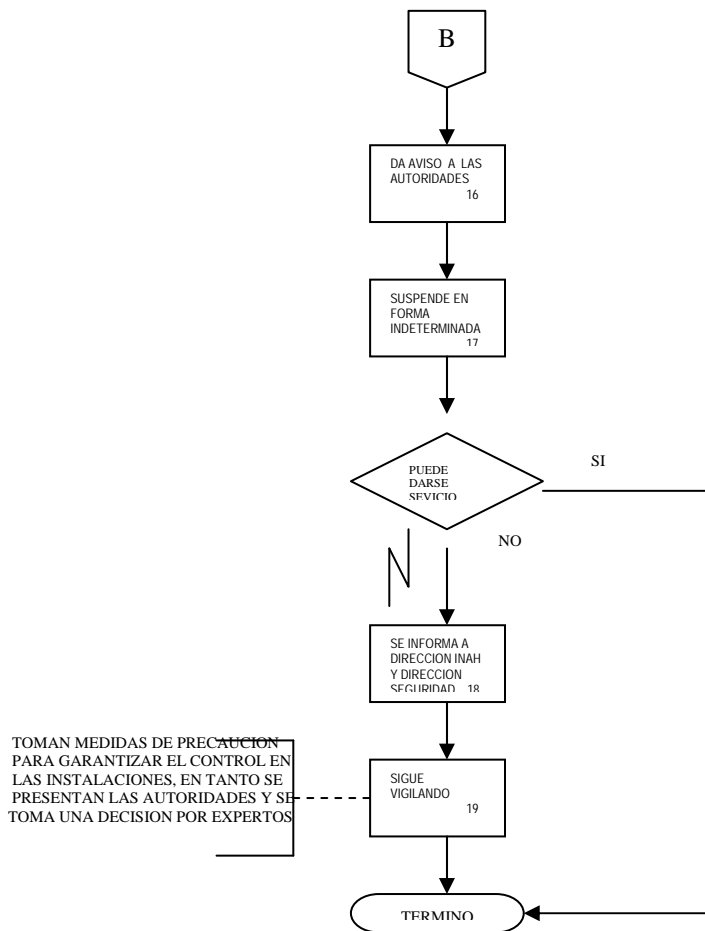 B
DA AVISO A LAS
AUTORIDADES
16
SUSPENDE EN
FORMA
INDETERMINADA
17
PUEDE
DARSE
SEVICIO
SI
NO
SE INFORMA A
DIRECCION INAH
Y DIRECCION
SEGURIDAD 18
TOMAN MEDIDAS DE PRECAUCION
PARA GARANTIZAR EL CONTROL EN
LAS INSTALACIONES, EN TANTO SE
PRESENTAN LAS AUTORIDADES Y SE
TOMA UNA DECISION POR EXPERTOS
SIGUE
VIGILANDO
19
TERMINO